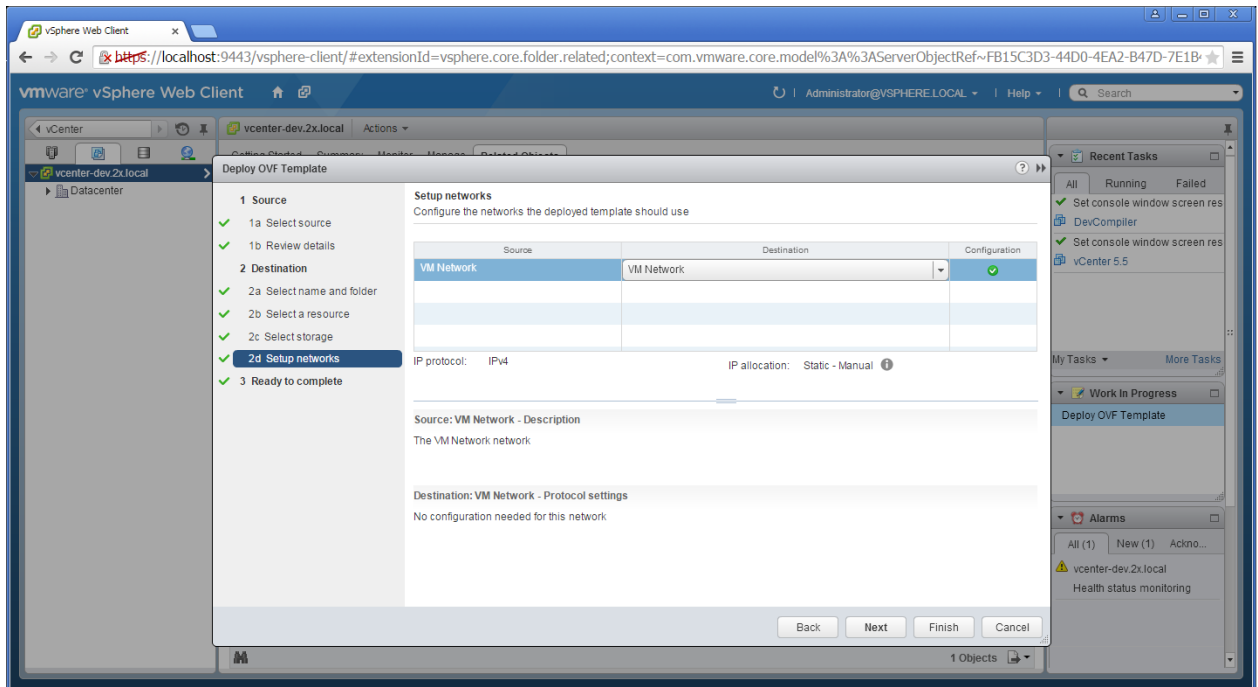 vSphere Web Client
https://localhost:9443/vsphere-client/#extensionId=vsphere.core.folder.related;context=com.vmware.core.model%3A%3AServerObjectRef~FB15C3D3-44D0-4EA2-B47D-7E1B
vmware® vSphere Web Client
Administrator@VSPHERE.LOCAL
Help
Search
vCenter
vcenter-dev.2x.local
Actions
Getting Started Summary Monitor Manage Related Objects
vcenter-dev.2x.local
Datacenter
Deploy OVF Template
1 Source
1a Select source
1b Review details
2 Destination
2a Select name and folder
2b Select a resource
2c Select storage
2d Setup networks
3 Ready to complete
Setup networks
Configure the networks the deployed template should use
Source Destination Configuration
VM Network VM Network
IP protocol: IPv4 IP allocation: Static - Manual
Source: VM Network - Description
The VM Network network
Destination: VM Network - Protocol settings
No configuration needed for this network
Back Next Finish Cancel
1 Objects
Recent Tasks
All Running Failed
Set console window screen res
DevCompiler
Set console window screen res
vCenter 5.5
My Tasks More Tasks
Work In Progress
Deploy OVF Template
Alarms
All (1) New (1) Ackno...
vcenter-dev.2x.local
Health status monitoring